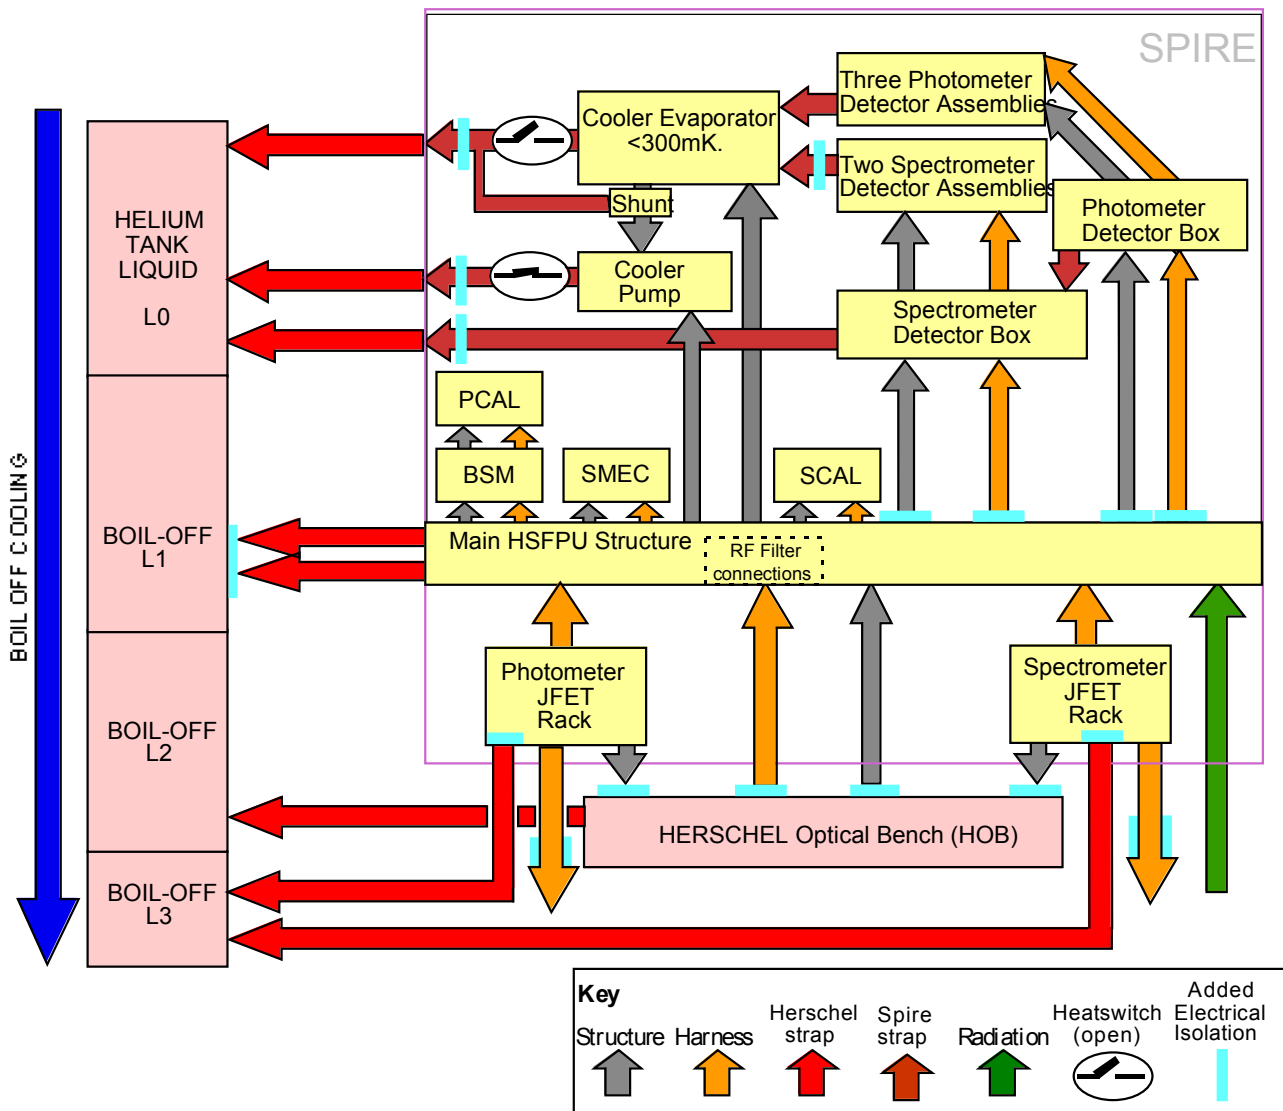 SPIRE
Three Photometer
Detector Assemblies
Cooler Evaporator
<300mK.
Two Spectrometer
Detector Assemblies
Shunt
Photometer
Detector Box
HELIUM
TANK
LIQUID
L0
Cooler
Pump
Spectrometer
Detector Box
PCAL
BSM
SMEC
SCAL
BOIL OFF COOLING
BOIL-OFF
L1
Main HSFPU Structure
RF Filter
connections
Photometer
JFET
Rack
Spectrometer
JFET
Rack
BOIL-OFF
L2
HERSCHEL Optical Bench (HOB)
BOIL-OFF
L3
Key
Structure
Harness
Herschel
strap
Spire
strap
Radiation
Heatswitch
(open)
Added
Electrical
Isolation